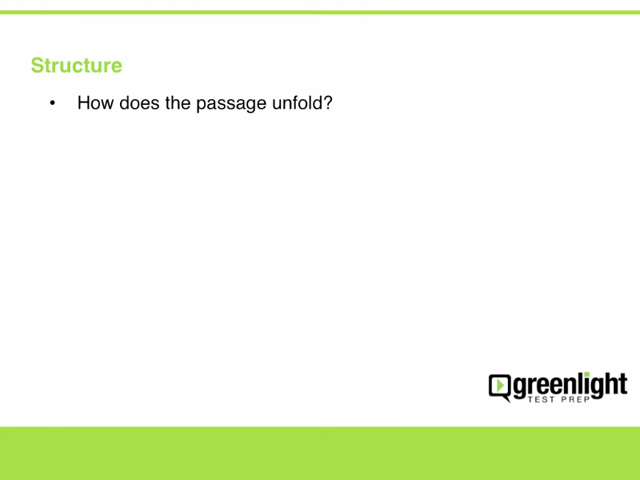 Structure
• How does the passage unfold?
greenlight
TEST PREP